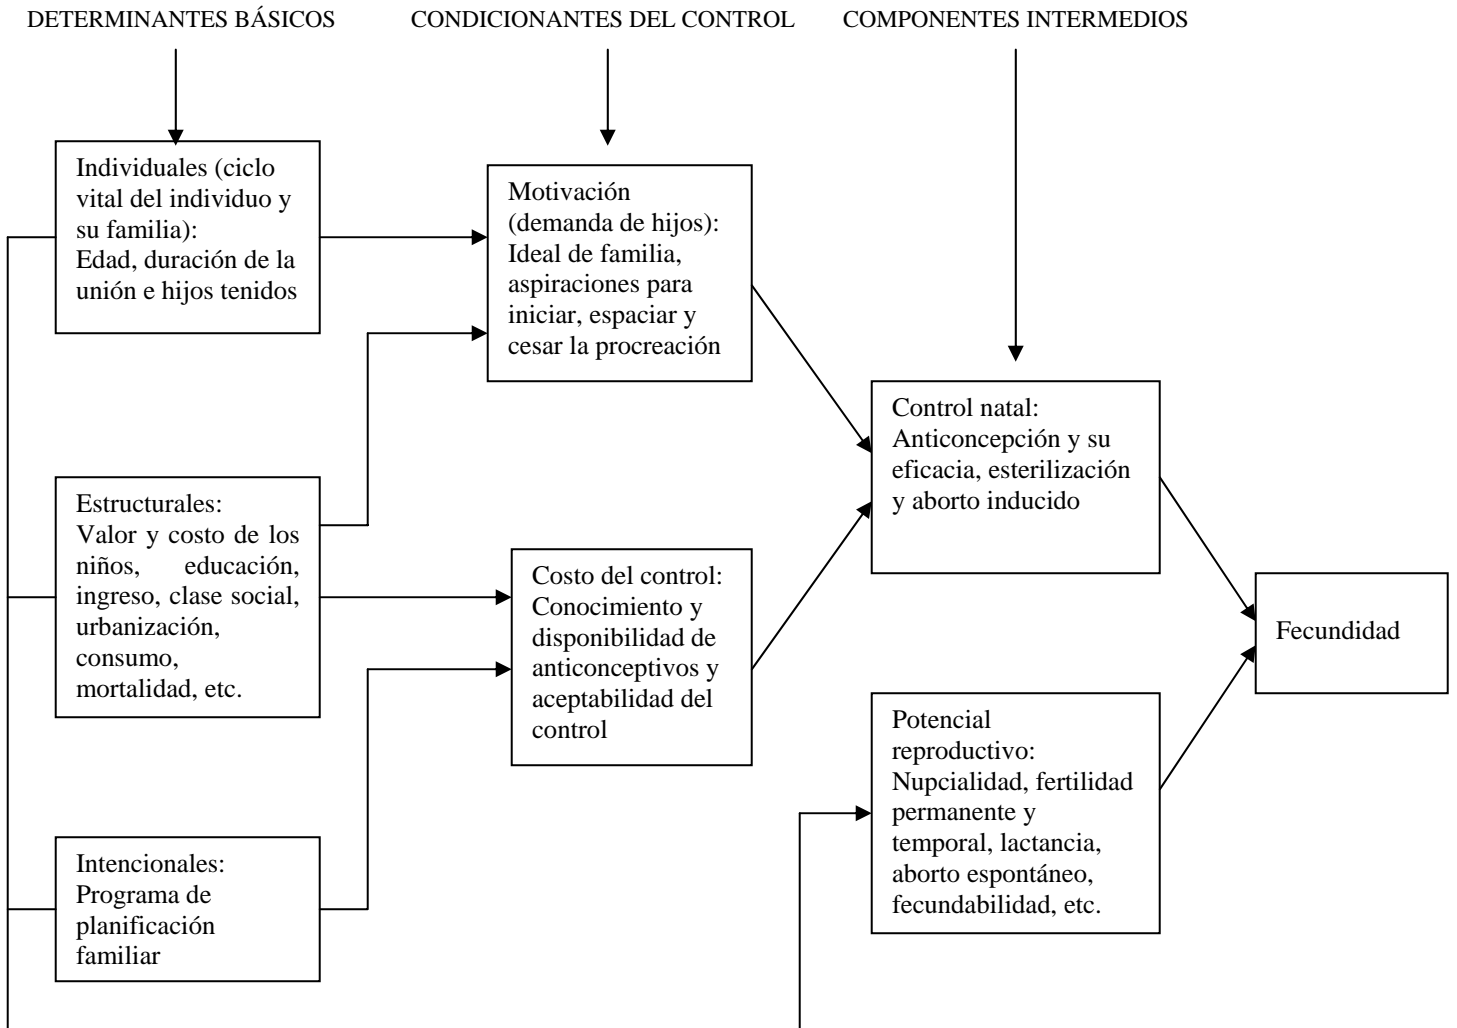 DETERMINANTES BÁSICOS
CONDICIONANTES DEL CONTROL
COMPONENTES INTERMEDIOS
Individuales (ciclo
vital del individuo y
su familia):
Edad, duración de la
unión e hijos tenidos
Estructurales:
Valor y costo de los
niños, educación,
ingreso, clase social,
urbanización,
consumo,
mortalidad, etc.
Intencionales:
Programa de
planificación
familiar
Motivación
(demanda de hijos):
Ideal de familia,
aspiraciones para
iniciar, espaciar y
cesar la procreación
Costo del control:
Conocimiento y
disponibilidad de
anticonceptivos y
aceptabilidad del
control
Control natal:
Anticoncepción y su
eficacia, esterilización
y aborto inducido
Potencial
reproductivo:
Nupcialidad, fertilidad
permanente y
temporal, lactancia,
aborto espontáneo,
fecundabilidad, etc.
Fecundidad